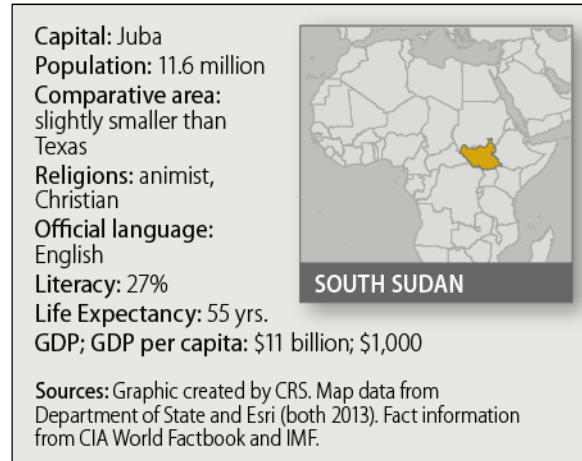 Capital: Juba
Population: 11.6 million
Comparative area:
slightly smaller than
Texas
Religions: animist,
Christian
Official language:
English
Literacy: 27%
Life Expectancy: 55 yrs.
GDP; GDP per capita: $11 billion; $1,000
SOUTH SUDAN
Sources: Graphic created by CRS. Map data from
Department of State and Esri (both 2013). Fact information
from CIA World Factbook and IMF.